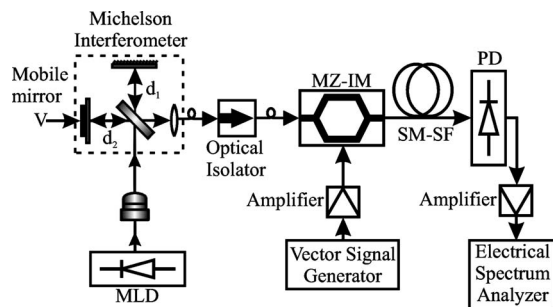 Michelson
Interferometer
Mobile
mirror
V
d₁
d₂
MLD
Optical
Isolator
MZ-IM
SM-SF
PD
Amplifier
Vector Signal
Generator
Amplifier
Electrical
Spectrum
Analyzer